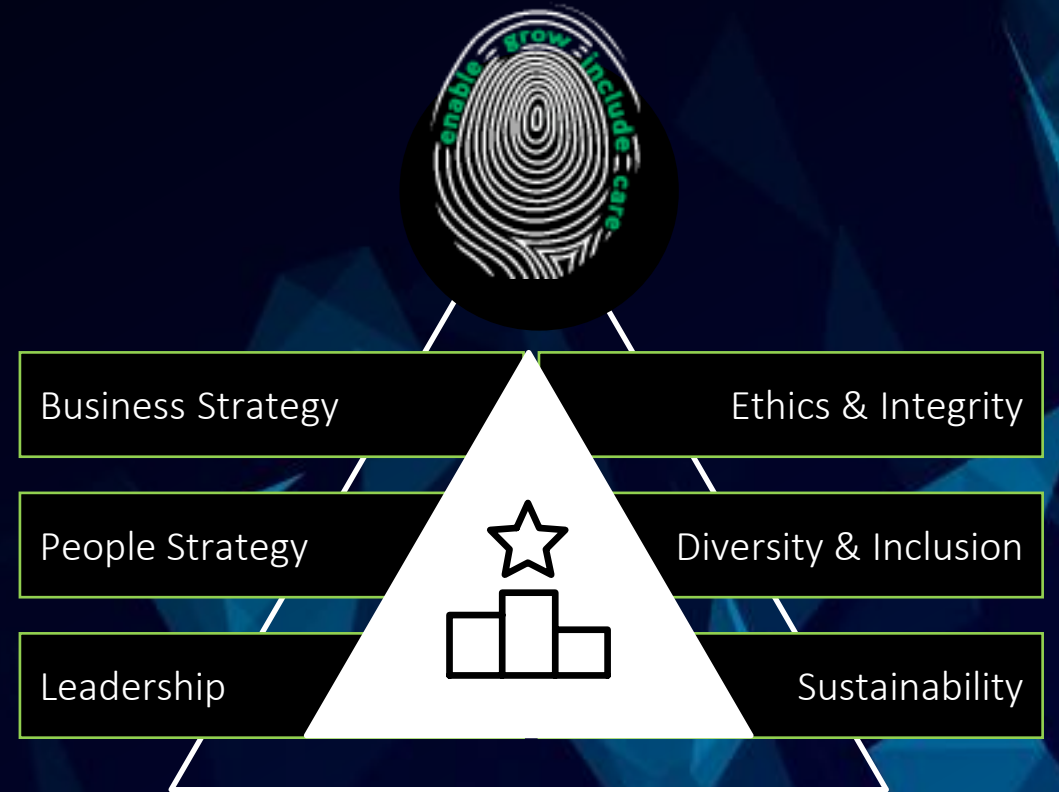 enable grow include care
Business Strategy
Ethics & Integrity
People Strategy
Diversity & Inclusion
Leadership
Sustainability